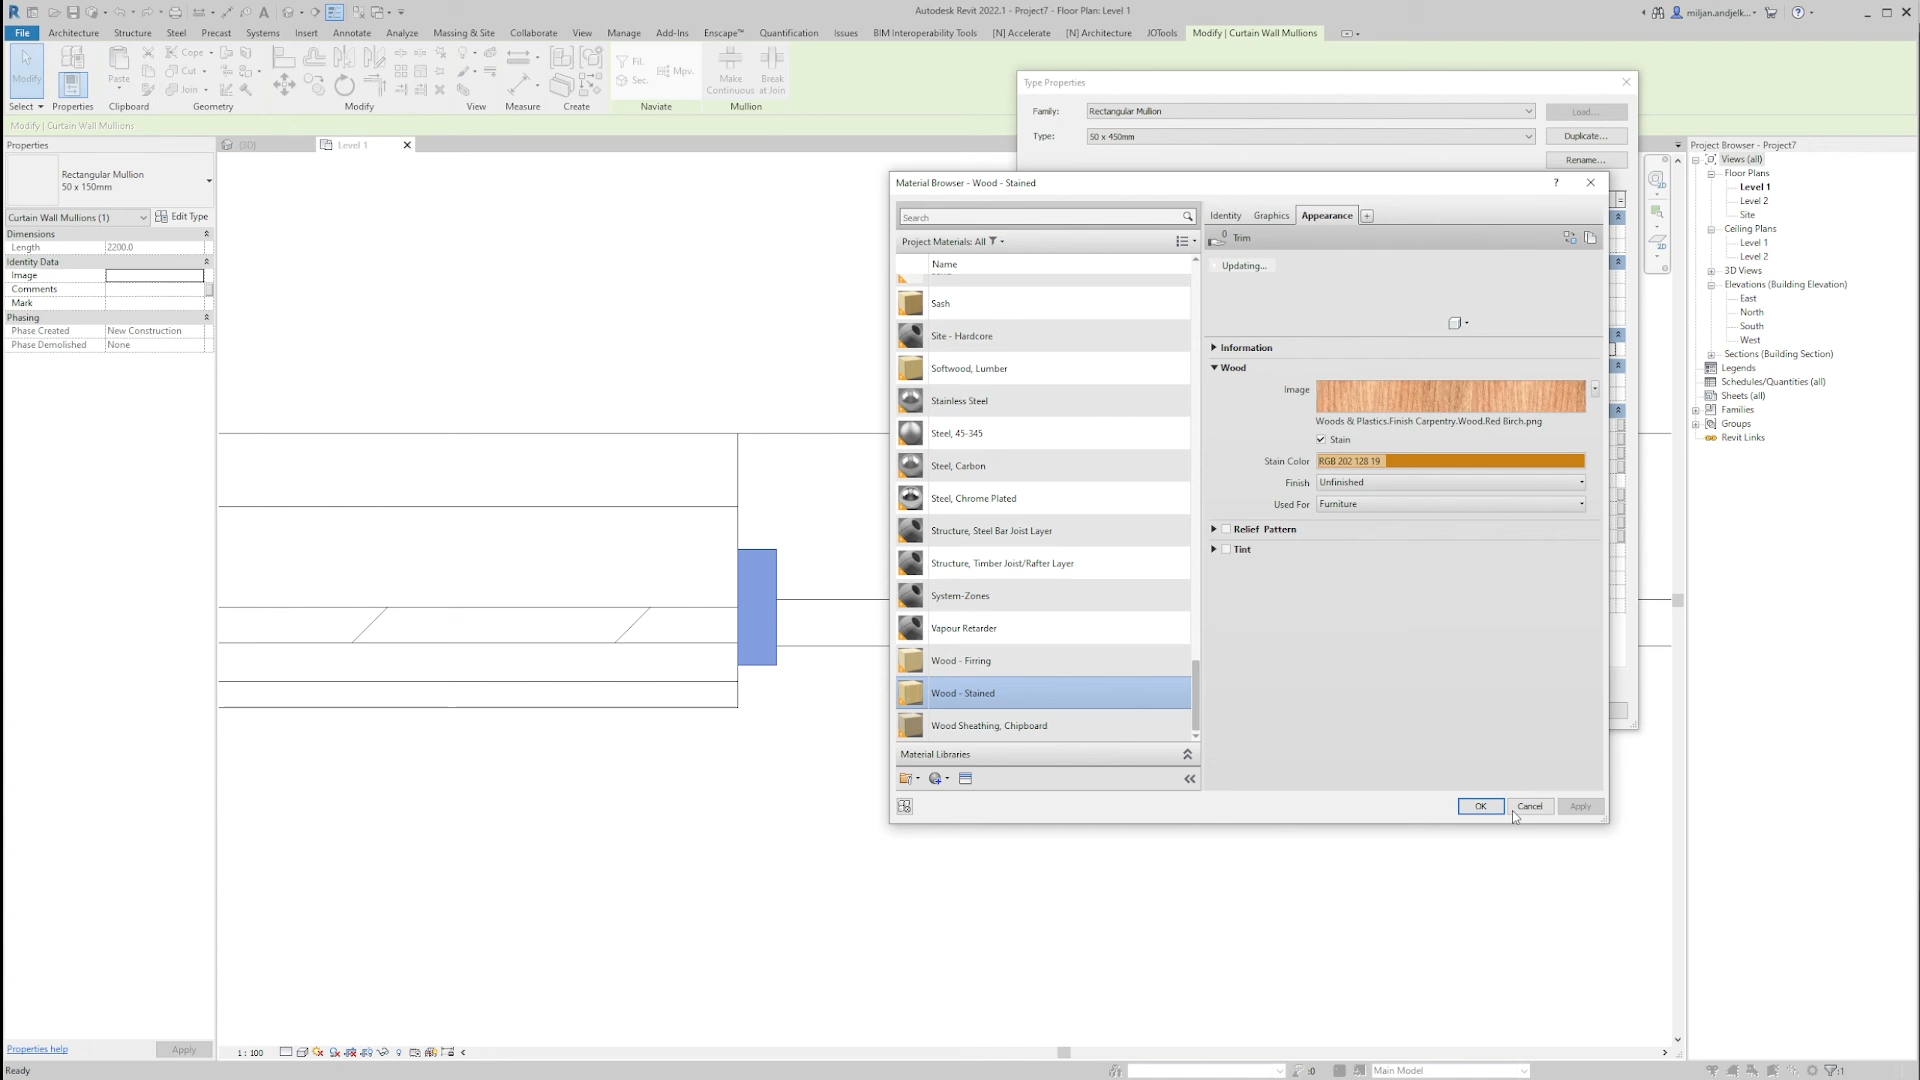 Autodesk Revit 2022.1 - Project7 - Floor Plan: Level 1
miljan.andjelk...
File Architecture Structure Steel Precast Systems Insert Annotate Analyze Massing & Site Collaborate View Manage Add-Ins Enscape™ Quantification Issues BIM Interoperability Tools [N] Accelerate [N] Architecture JOTools Modify | Curtain Wall Mullions
Modify
Paste
Cope
Cut
Join
Fil.
Sec.
Mpv.
Make Continuous
Break at Join
Select Properties Clipboard Geometry Modify View Measure Create Naviate Mullion
Modify | Curtain Wall Mullions
Properties
Rectangular Mullion
50 x 150mm
Curtain Wall Mullions (1)
Edit Type
Dimensions
Length 2200.0
Identity Data
Image
Comments
Mark
Phasing
Phase Created New Construction
Phase Demolished None
Properties help
Apply
(3D)
Level 1
Type Properties
Family: Rectangular Mullion Load...
Type: 50 x 450mm Duplicate...
Rename...
Material Browser - Wood - Stained
?
Search
Project Materials: All
Name
Sash
Site - Hardcore
Softwood, Lumber
Stainless Steel
Steel, 45-345
Steel, Carbon
Steel, Chrome Plated
Structure, Steel Bar Joist Layer
Structure, Timber Joist/Rafter Layer
System-Zones
Vapour Retarder
Wood - Firring
Wood - Stained
Wood Sheathing, Chipboard
Material Libraries
Identity Graphics Appearance
0
Trim
Updating...
Information
Wood
Image
Woods & Plastics.Finish Carpentry.Wood.Red Birch.png
Stain
Stain Color RGB 202 128 19
Finish Unfinished
Used For Furniture
Relief Pattern
Tint
OK Cancel Apply
Project Browser - Project7
Views (all)
Floor Plans
Level 1
Level 2
Site
Ceiling Plans
Level 1
Level 2
3D Views
Elevations (Building Elevation)
East
North
South
West
Sections (Building Section)
Legends
Schedules/Quantities (all)
Sheets (all)
Families
Groups
Revit Links
1 : 100
Ready
:0
Main Model
:1